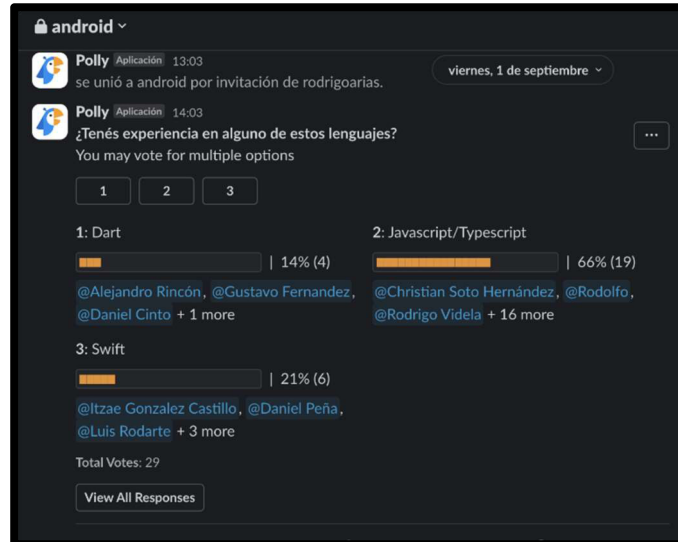 android
Polly Aplicación 13:03
se unió a android por invitación de rodrigoarias.
viernes, 1 de septiembre
Polly Aplicación 14:03
¿Tenés experiencia en alguno de estos lenguajes?
You may vote for multiple options
1 2 3
1: Dart
| 14% (4)
@Alejandro Rincón, @Gustavo Fernandez,
@Daniel Cinto + 1 more
2: Javascript/Typescript
| 66% (19)
@Christian Soto Hernández, @Rodolfo,
@Rodrigo Videla + 16 more
3: Swift
| 21% (6)
@Itzae Gonzalez Castillo, @Daniel Peña,
@Luis Rodarte + 3 more
Total Votes: 29
View All Responses